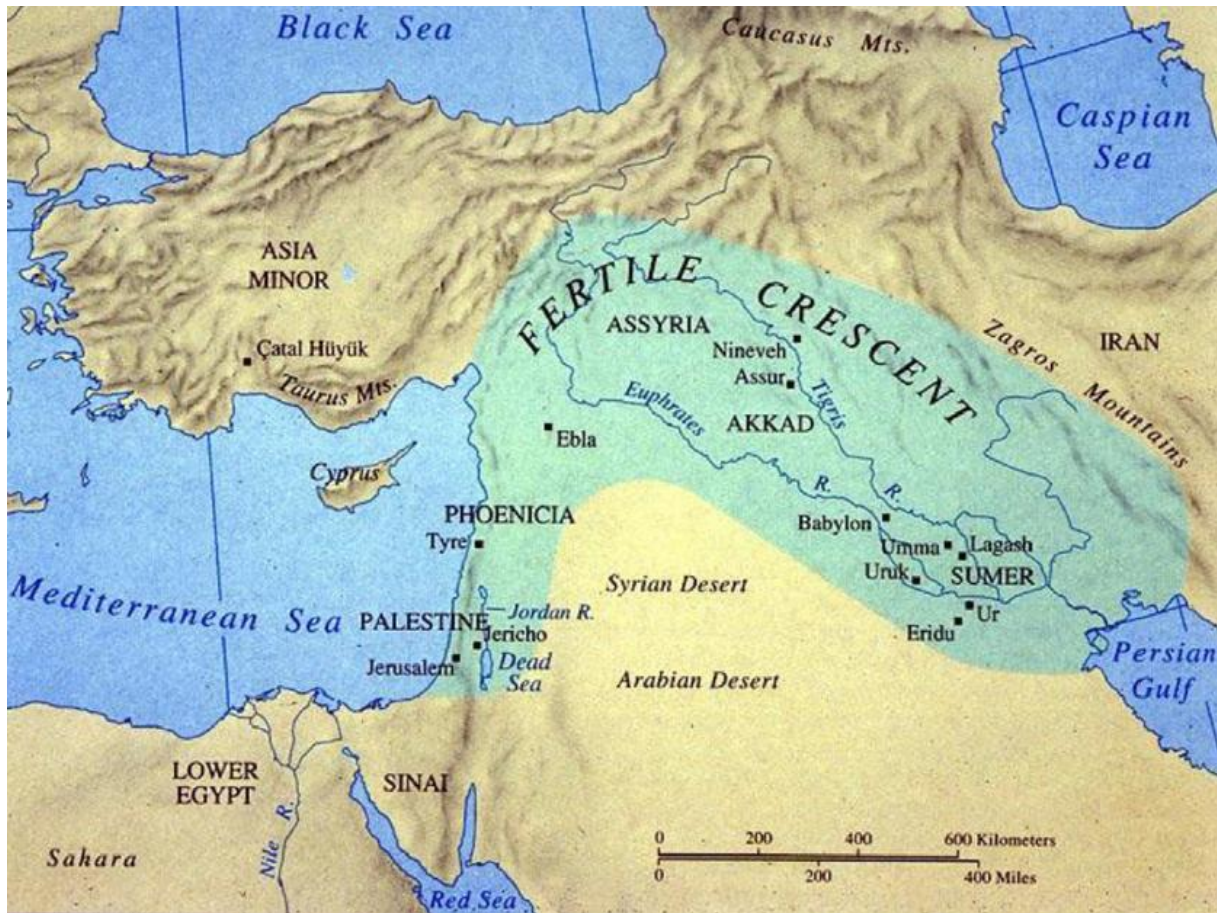 Black Sea
Caucasus Mts.
Caspian
Sea
ASIA
MINOR
FERTILE CRESCENT
ASSYRIA
Nineveh
Assur
Zagros Mountains
IRAN
Çatal Hüyük
Taurus Mts.
Euphrates R.
Tigris R.
AKKAD
Ebla
Cyprus
PHOENICIA
Tyre
Babylon
Umma
Lagash
Uruk
SUMER
Mediterranean Sea
Syrian Desert
PALESTINE
Jordan R.
Jericho
Ur
Eridu
Jerusalem
Dead
Sea
Arabian Desert
Persian
Gulf
LOWER
EGYPT
SINAI
Nile R.
Sahara
Red Sea
0 200 400 600 Kilometers
0 200 400 Miles